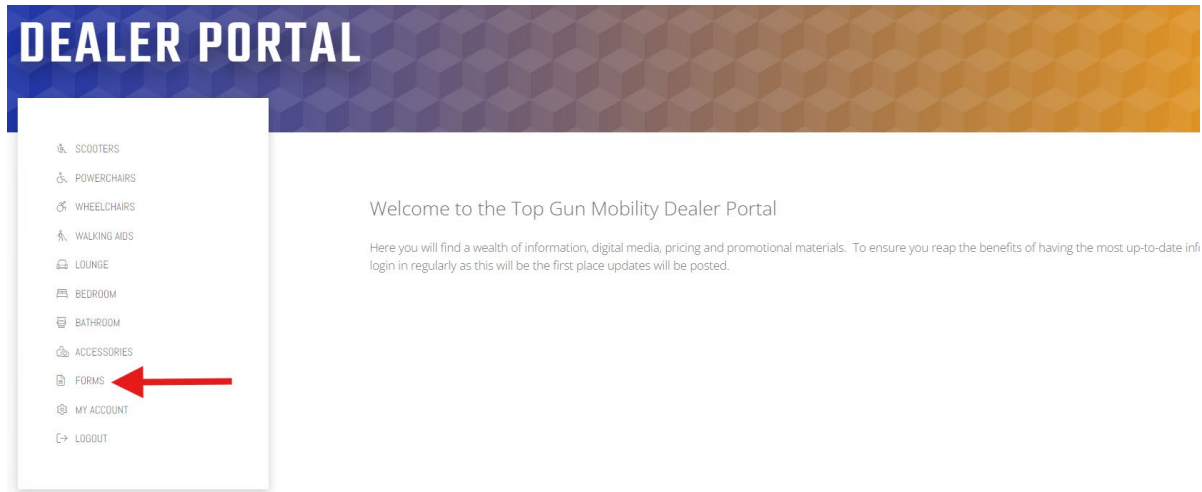 DEALER PORTAL
SCOOTERS
POWERCHAIRS
WHEELCHAIRS
WALKING AIDS
LOUNGE
BEDROOM
BATHROOM
ACCESSORIES
FORMS
MY ACCOUNT
LOGOUT
Welcome to the Top Gun Mobility Dealer Portal
Here you will find a wealth of information, digital media, pricing and promotional materials. To ensure you reap the benefits of having the most up-to-date inf
login in regularly as this will be the first place updates will be posted.